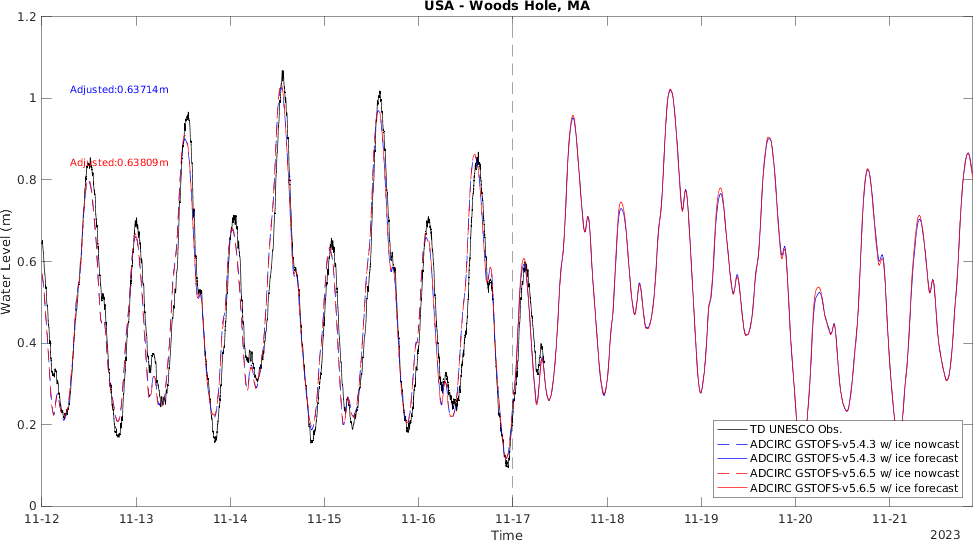 USA - Woods Hole, MA
1.2
1
0.8
0.6
0.4
0.2
0
Water Level (m)
Adjusted:0.63714m
Adjusted:0.63809m
TD UNESCO Obs.
ADCIRC GSTOFS-v5.4.3 w/ ice nowcast
ADCIRC GSTOFS-v5.4.3 w/ ice forecast
ADCIRC GSTOFS-v5.6.5 w/ ice nowcast
ADCIRC GSTOFS-v5.6.5 w/ ice forecast
11-12 11-13 11-14 11-15 11-16 11-17 11-18 11-19 11-20 11-21
Time
2023